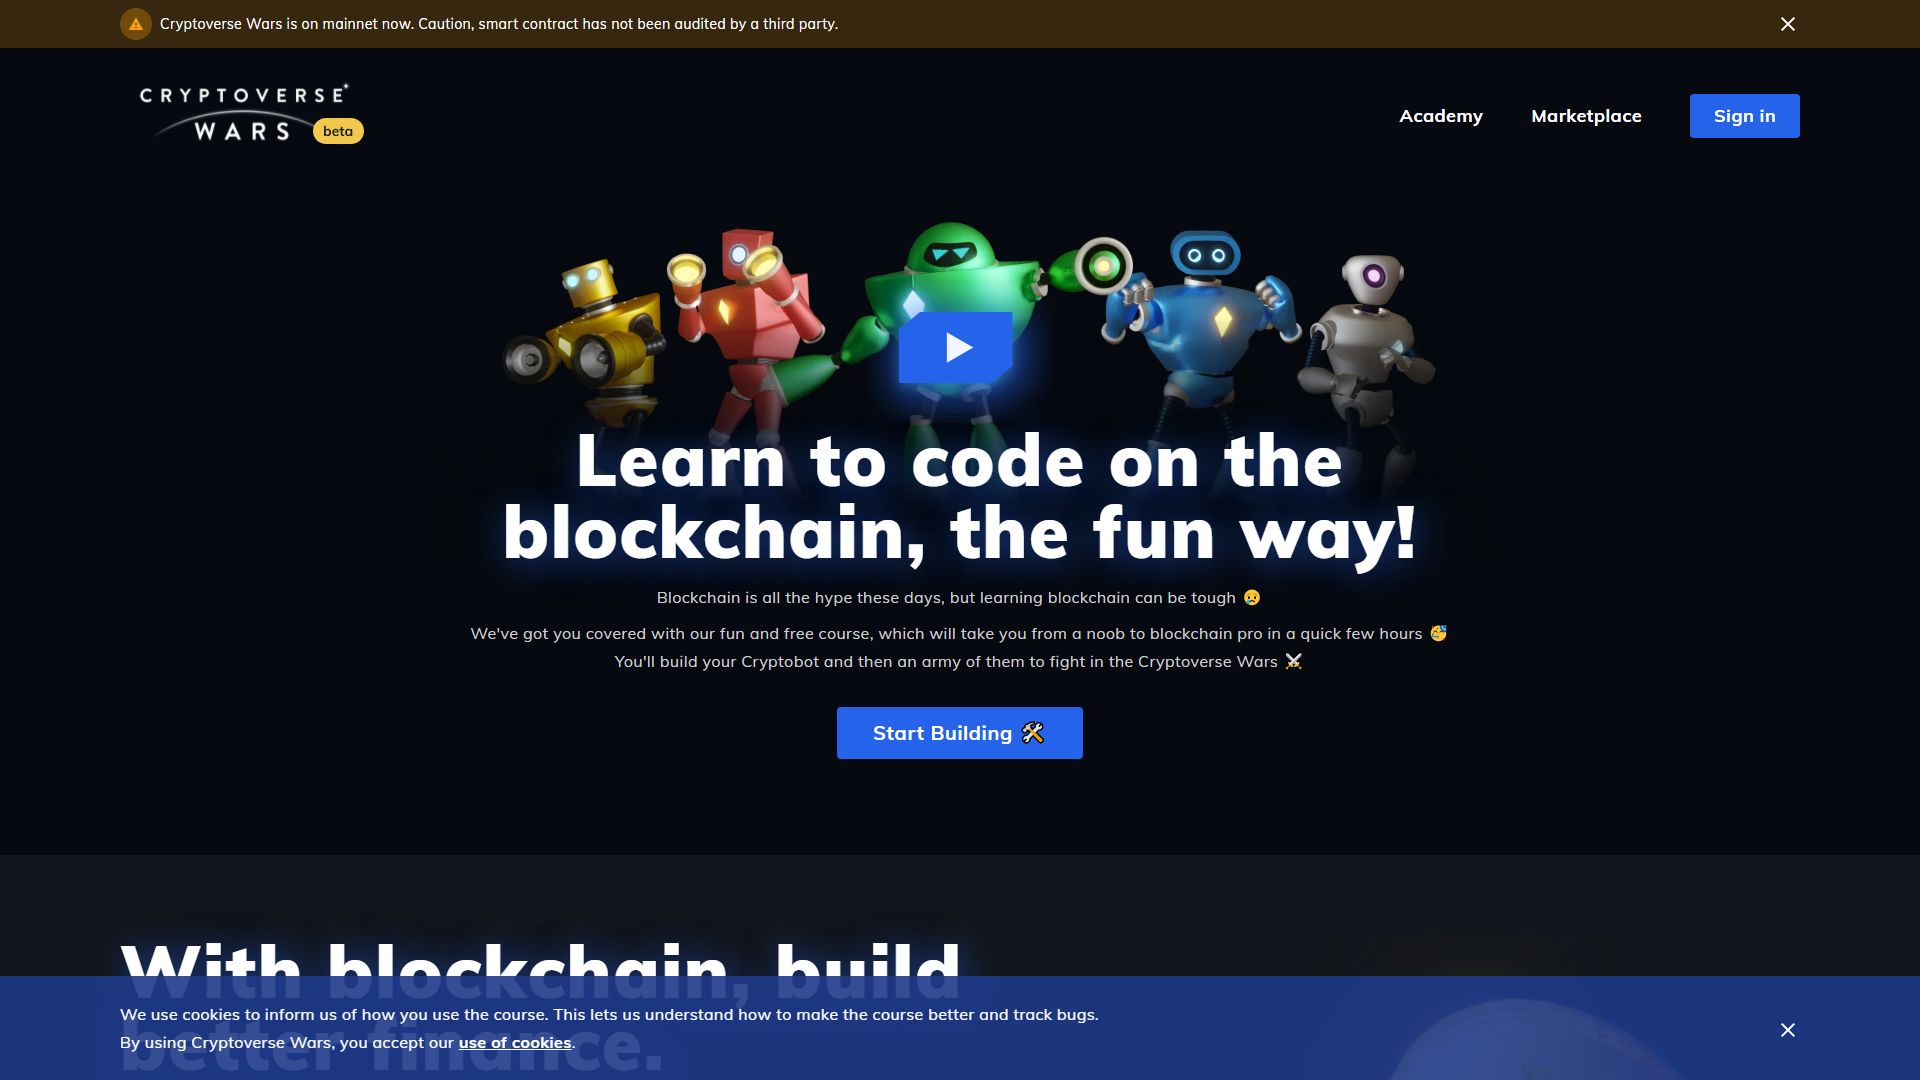 Cryptoverse Wars is on mainnet now. Caution, smart contract has not been audited by a third party.
CRYPTOVERSE
WARS
beta
Academy
Marketplace
Sign in
Learn to code on the
blockchain, the fun way!
Blockchain is all the hype these days, but learning blockchain can be tough 😥
We've got you covered with our fun and free course, which will take you from a noob to blockchain pro in a quick few hours 🥳
You'll build your Cryptobot and then an army of them to fight in the Cryptoverse Wars ⚔️
Start Building 🛠️
With blockchain, build
better finance.
We use cookies to inform us of how you use the course. This lets us understand how to make the course better and track bugs.
By using Cryptoverse Wars, you accept our use of cookies.